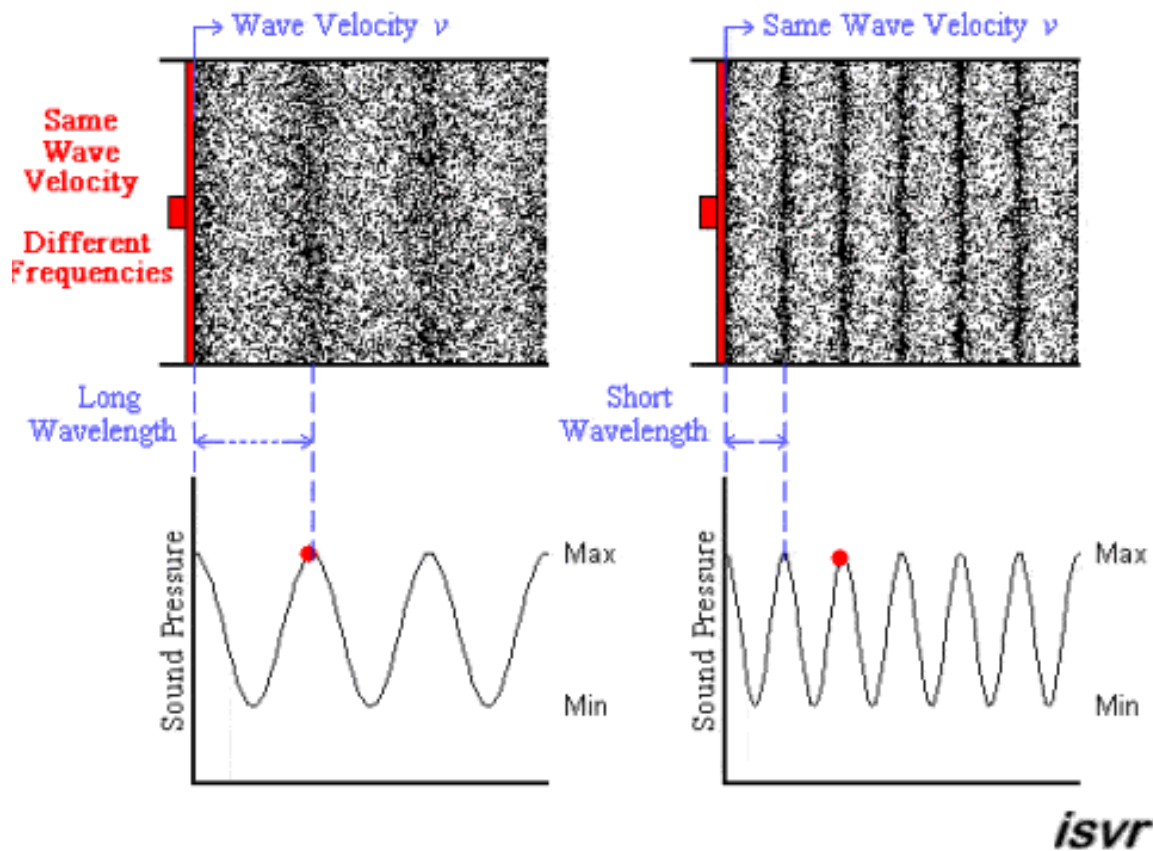 Wave Velocity ν
Same Wave Velocity ν
Same
Wave
Velocity
Different
Frequencies
Long
Wavelength
Short
Wavelength
Sound Pressure
Max
Min
Sound Pressure
Max
Min
isvr